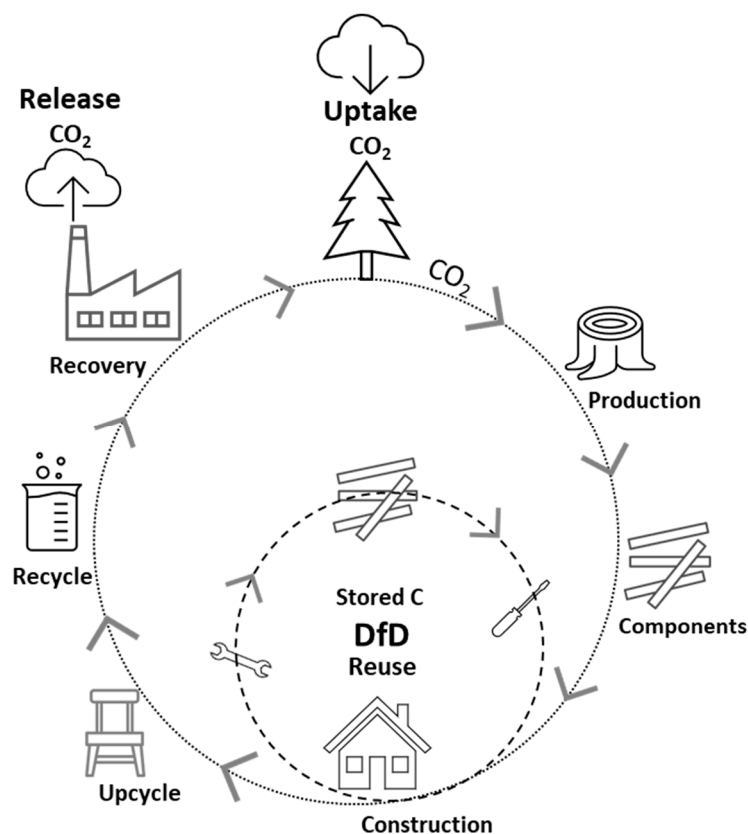 Uptake
CO₂
Release
CO₂
CO₂
Recovery
Production
Recycle
Components
Stored C
DfD
Reuse
Upcycle
Construction